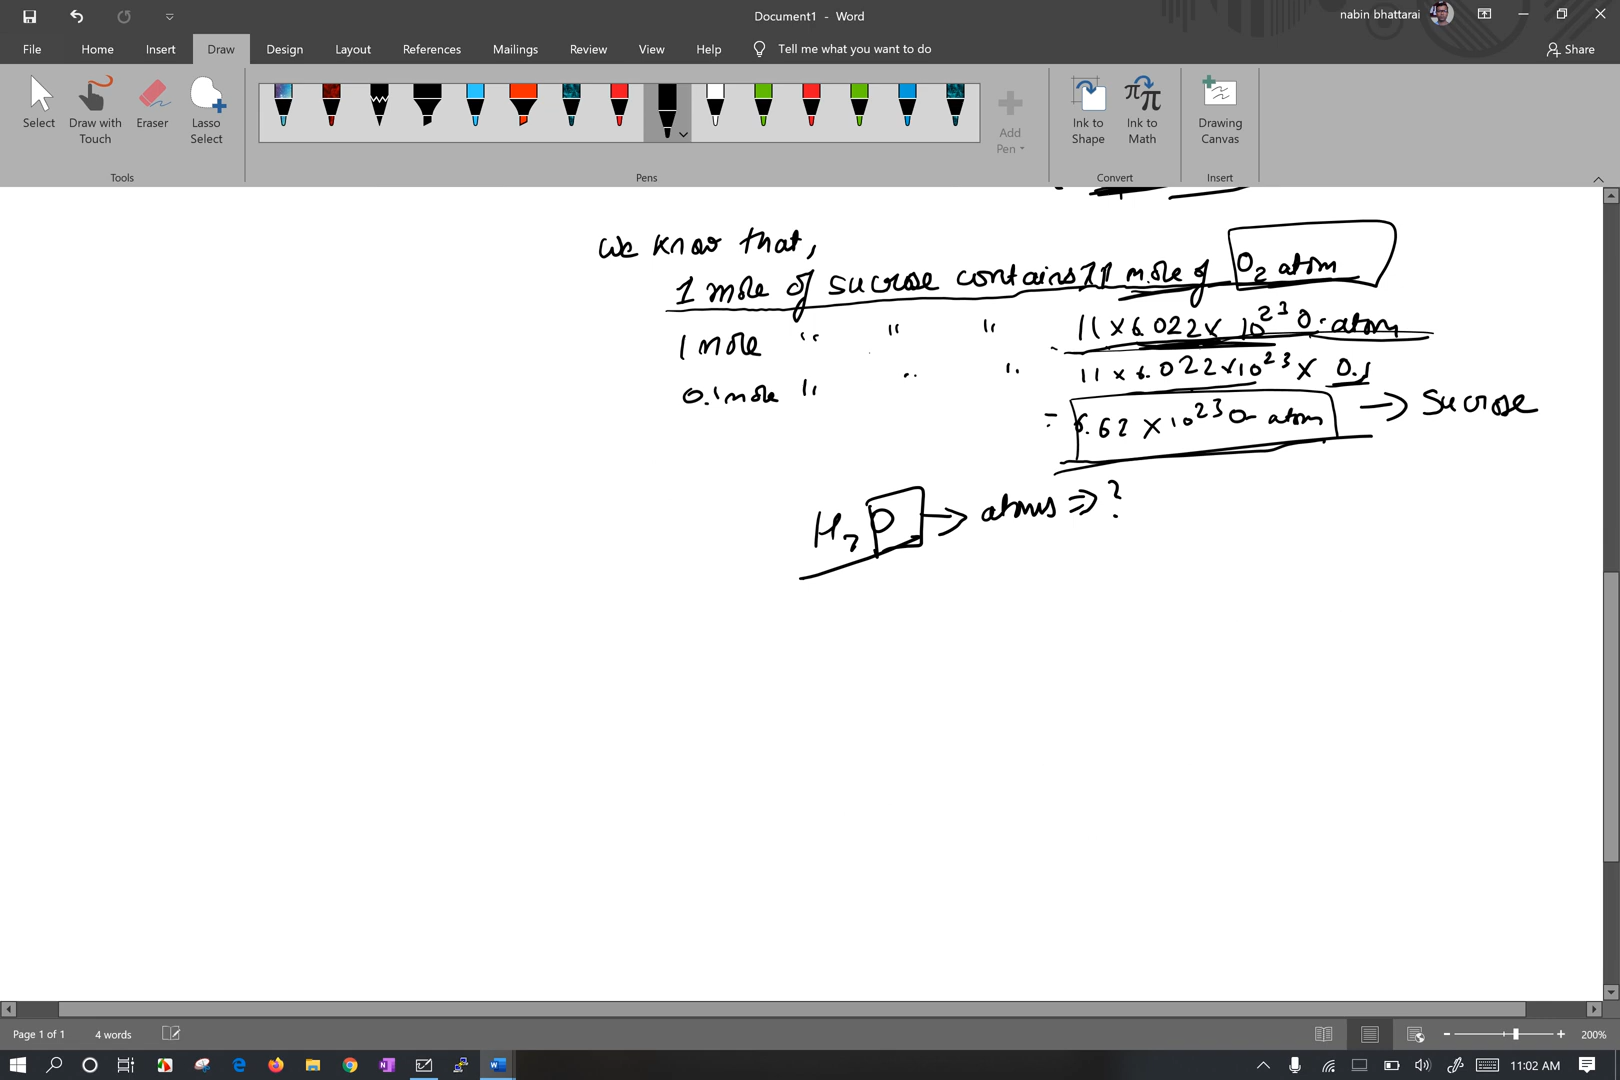 Document1 - Word
nabin bhattarai
File Home Insert Draw Design Layout References Mailings Review View Help Tell me what you want to do Share
Select
Draw with Touch
Eraser
Lasso Select
Add Pen
Ink to Shape
Ink to Math
Drawing Canvas
Tools Pens Convert Insert
we know that,
1 mole of sucrose contains 11 mole of O2 atom
1 mole " " " 11 x 6.022 x 10^23 O-atom
0.1 mole " " " 11 x 6.022 x 10^23 x 0.1
= 6.62 x 10^23 O-atom → sucrose
H2O → atoms ⇒ ?
Page 1 of 1 4 words 200%
11:02 AM